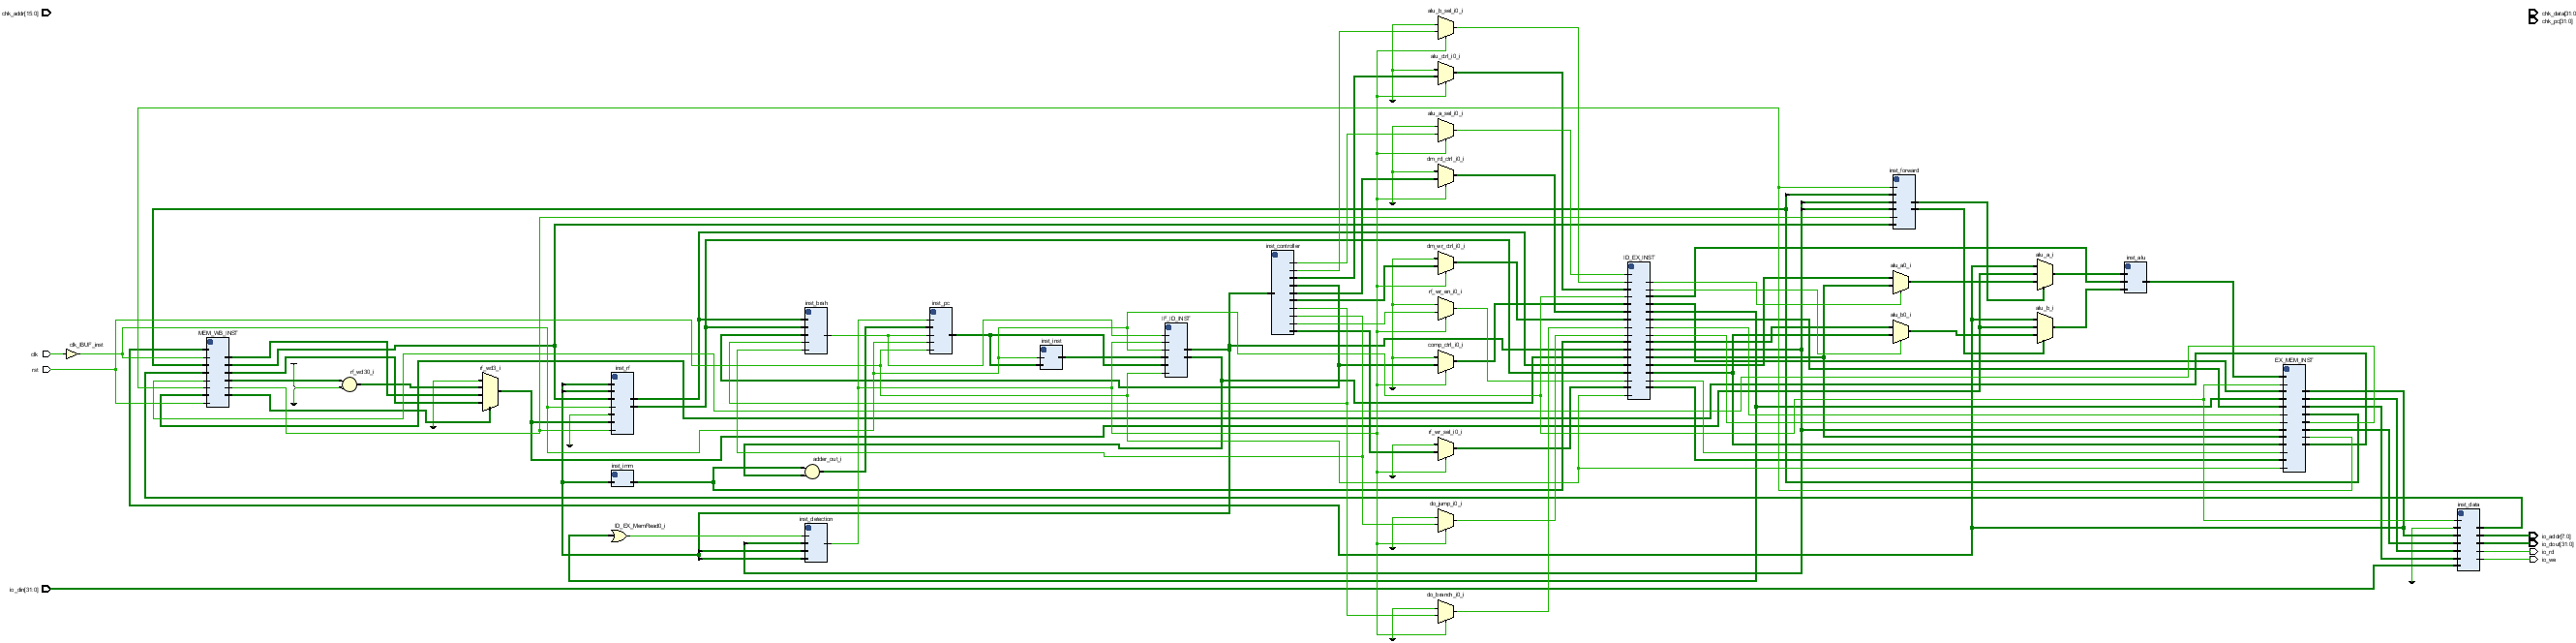 chk_addr[15:0]
alu_b_sel_i0_i
chk_data[31:0
chk_pc[31:0]
alu_ctrl_i0_i
alu_a_sel_i0_i
dm_rd_ctrl_i0_i
inst_forward
inst_controller
dm_wr_ctrl_i0_i
ID_EX_INST
alu_a0_i
alu_a_i
inst_alu
rf_wr_en_i0_i
inst_brah
inst_pc
IF_ID_INST
alu_b0_i
alu_b_i
MEM_WB_INST
clk_IBUF_inst
clk
rst
inst_inst
comp_ctrl_i0_i
EX_MEM_INST
rf_wd30_i
rf_wd3_i
inst_rf
rf_wr_sel_i0_i
adder_out_i
inst_imm
do_jump_i0_i
inst_data
ID_EX_MemRead0_i
inst_detection
io_addr[7:0]
io_dout[31:0]
io_rd
io_we
io_din[31:0]
do_branch_i0_i